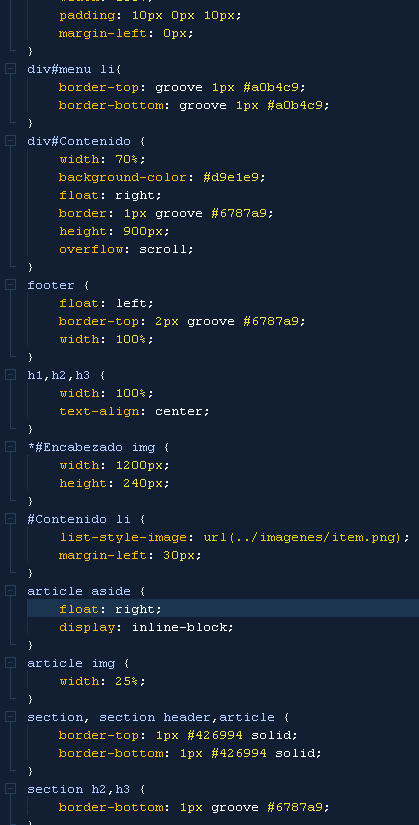 padding: 10px 0px 10px;
margin-left: 0px;
}
div#menu li{
border-top: groove 1px #a0b4c9;
border-bottom: groove 1px #a0b4c9;
}
div#Contenido {
width: 70%;
background-color: #d9e1e9;
float: right;
border: 1px groove #6787a9;
height: 900px;
overflow: scroll;
}
footer {
float: left;
border-top: 2px groove #6787a9;
width: 100%;
}
h1,h2,h3 {
width: 100%;
text-align: center;
}
*#Encabezado img {
width: 1200px;
height: 240px;
}
#Contenido li {
list-style-image: url(../imagenes/item.png);
margin-left: 30px;
}
article aside {
float: right;
display: inline-block;
}
article img {
width: 25%;
}
section, section header,article {
border-top: 1px #426994 solid;
border-bottom: 1px #426994 solid;
}
section h2,h3 {
border-bottom: 1px groove #6787a9;
}